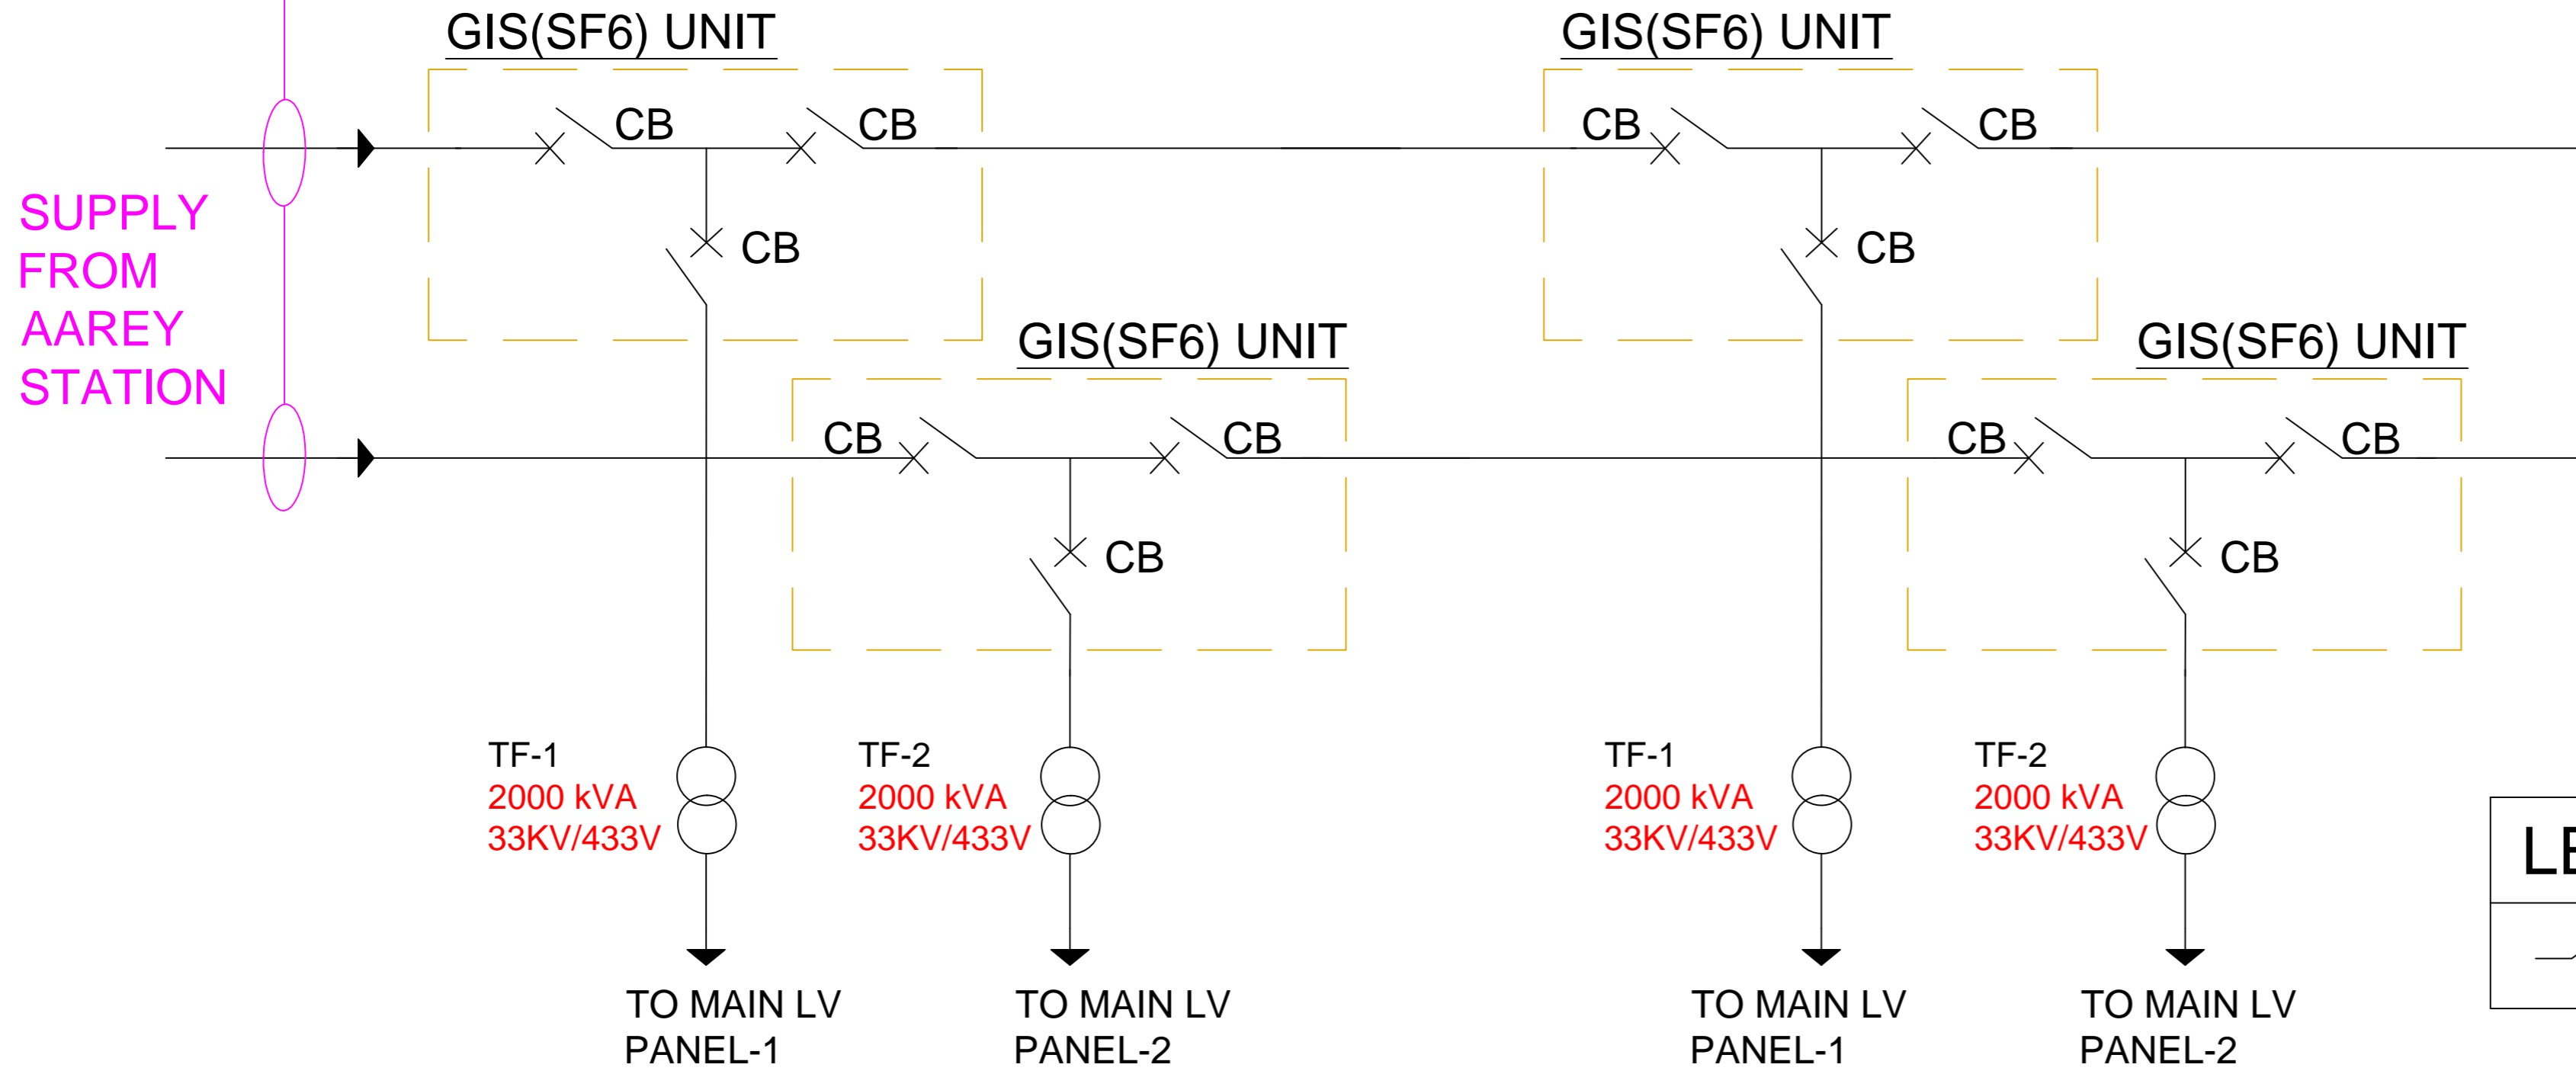 GIS(SF6) UNIT
GIS(SF6) UNIT
CB
CB
CB
CB
CB
CB
SUPPLY
FROM
AAREY
STATION
GIS(SF6) UNIT
GIS(SF6) UNIT
CB
CB
CB
CB
CB
CB
TF-1
2000 kVA
33KV/433V
TF-2
2000 kVA
33KV/433V
TF-1
2000 kVA
33KV/433V
TF-2
2000 kVA
33KV/433V
TO MAIN LV
PANEL-1
TO MAIN LV
PANEL-2
TO MAIN LV
PANEL-1
TO MAIN LV
PANEL-2